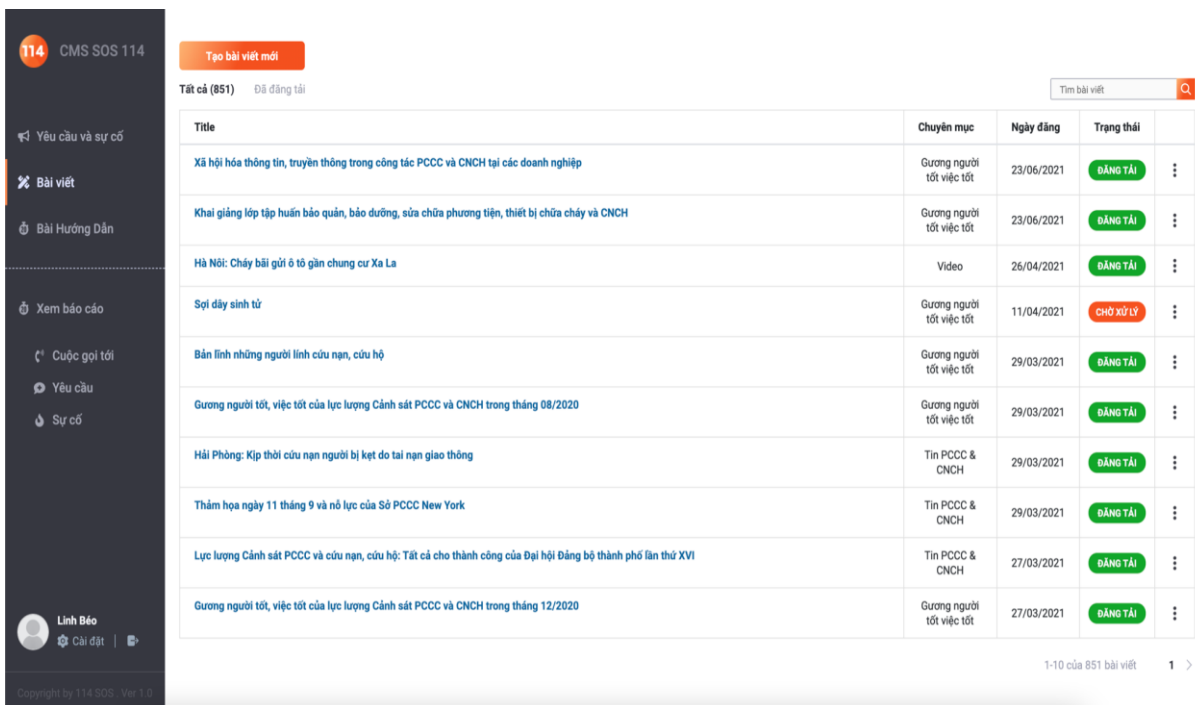 114 CMS SOS 114
Yêu cầu và sự cố
Bài viết
Bài Hướng Dẫn
Xem báo cáo
Cuộc gọi tới
Yêu cầu
Sự cố
Linh Béo
Cài đặt |
Copyright by 114 SOS . Ver 1.0
Tạo bài viết mới
Tất cả (851) Đã đăng tải
Tìm bài viết
Title Chuyên mục Ngày đăng Trạng thái
Xã hội hóa thông tin, truyền thông trong công tác PCCC và CNCH tại các doanh nghiệp
Gương người
tốt việc tốt
23/06/2021 ĐĂNG TẢI
Khai giảng lớp tập huấn bảo quản, bảo dưỡng, sửa chữa phương tiện, thiết bị chữa cháy và CNCH
Gương người
tốt việc tốt
23/06/2021 ĐĂNG TẢI
Hà Nôi: Cháy bãi gửi ô tô gần chung cư Xa La Video 26/04/2021 ĐĂNG TẢI
Sợi dây sinh tử
Gương người
tốt việc tốt
11/04/2021 CHỜ XỬ LÝ
Bản lĩnh những người lính cứu nạn, cứu hộ
Gương người
tốt việc tốt
29/03/2021 ĐĂNG TẢI
Gương người tốt, việc tốt của lực lượng Cảnh sát PCCC và CNCH trong tháng 08/2020
Gương người
tốt việc tốt
29/03/2021 ĐĂNG TẢI
Hải Phòng: Kịp thời cứu nạn người bị kẹt do tai nạn giao thông
Tin PCCC &
CNCH
29/03/2021 ĐĂNG TẢI
Thảm họa ngày 11 tháng 9 và nỗ lực của Sở PCCC New York
Tin PCCC &
CNCH
29/03/2021 ĐĂNG TẢI
Lực lượng Cảnh sát PCCC và cứu nạn, cứu hộ: Tất cả cho thành công của Đại hội Đảng bộ thành phố lần thứ XVI
Tin PCCC &
CNCH
27/03/2021 ĐĂNG TẢI
Gương người tốt, việc tốt của lực lượng Cảnh sát PCCC và CNCH trong tháng 12/2020
Gương người
tốt việc tốt
27/03/2021 ĐĂNG TẢI
1-10 của 851 bài viết 1 >